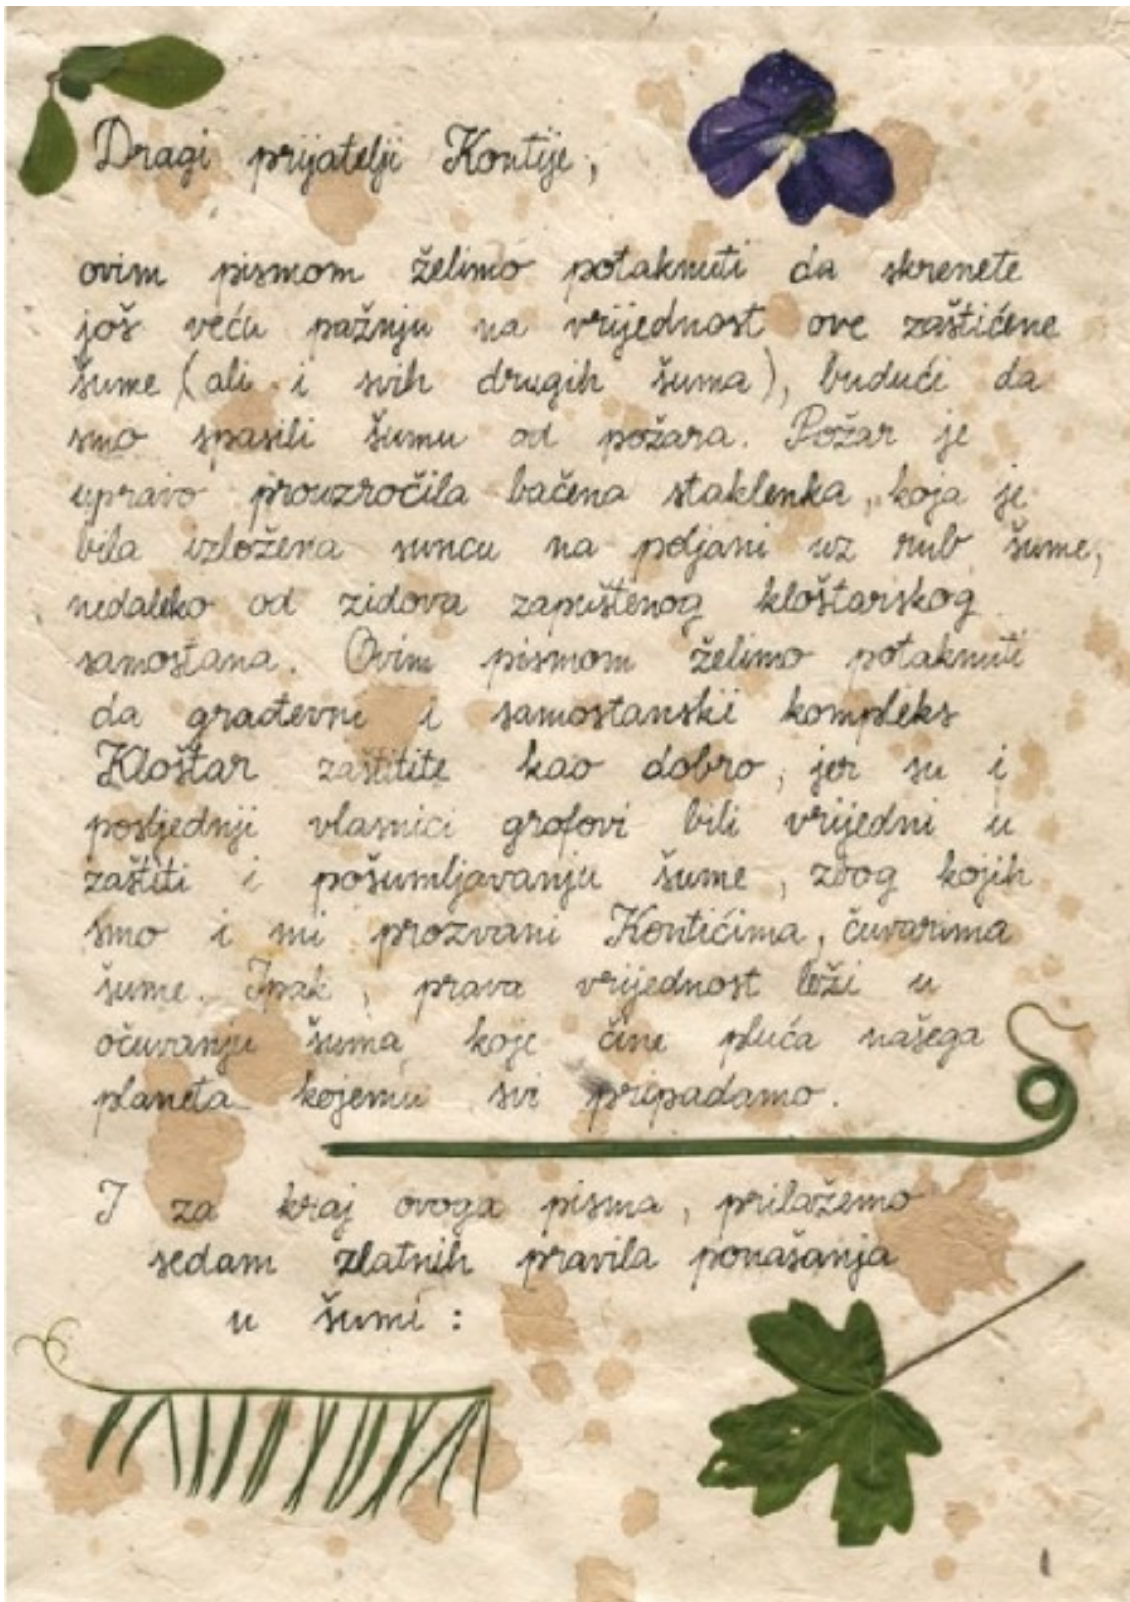 Dragi prijatelji Kontije,
ovim pismom želimo potaknuti da skrenete
još veću pažnju na vrijednost ove zaštićene
šume (ali i svih drugih šuma), budući da
smo spasili šumu od požara. Požar je
upravo prouzročila bačena staklenka, koja je
bila izložena suncu na poljani uz rub šume,
nedaleko od zidova zapuštenog kloštarskog
samostana. Ovim pismom želimo potaknuti
da građevni i samostanski kompleks
Kloštar zaštitite kao dobro, jer su i
posljednji vlasnici grofovi bili vrijedni u
zaštiti i pošumljavanju šume, zbog kojih
smo i mi prozvani Kontićima, čuvarima
šume. Ipak, prava vrijednost leži u
očuvanju šuma koje čine pluća našega
planeta kojemu svi pripadamo.
I za kraj ovoga pisma, prilažemo
sedam zlatnih pravila ponašanja
u šumi:
1